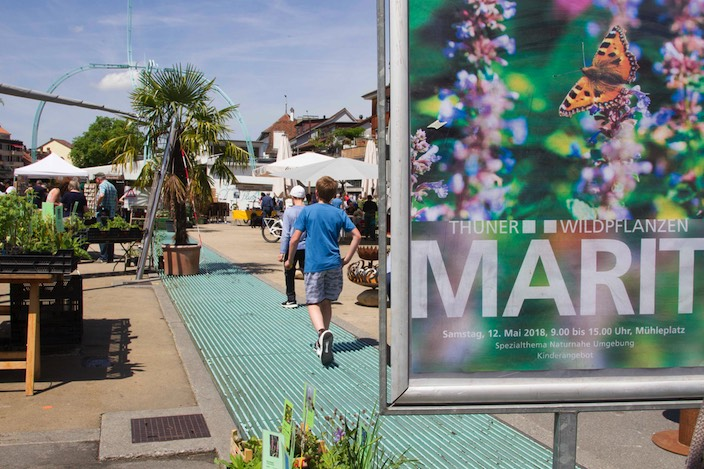 THUNER WILDPFLANZEN
MÄRIT
Samstag, 12. Mai 2018, 9.00 bis 15.00 Uhr, Mühleplatz
Spezialthema Naturnahe Umgebung
Kinderangebot